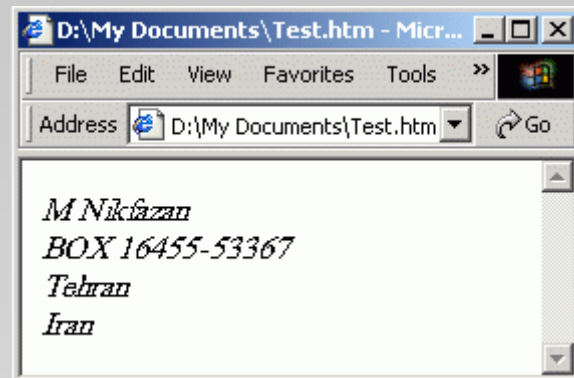 D:\My Documents\Test.htm - Micr...
File Edit View Favorites Tools »
Address D:\My Documents\Test.htm Go
M Nikfazan
BOX 16455-53367
Tehran
Iran